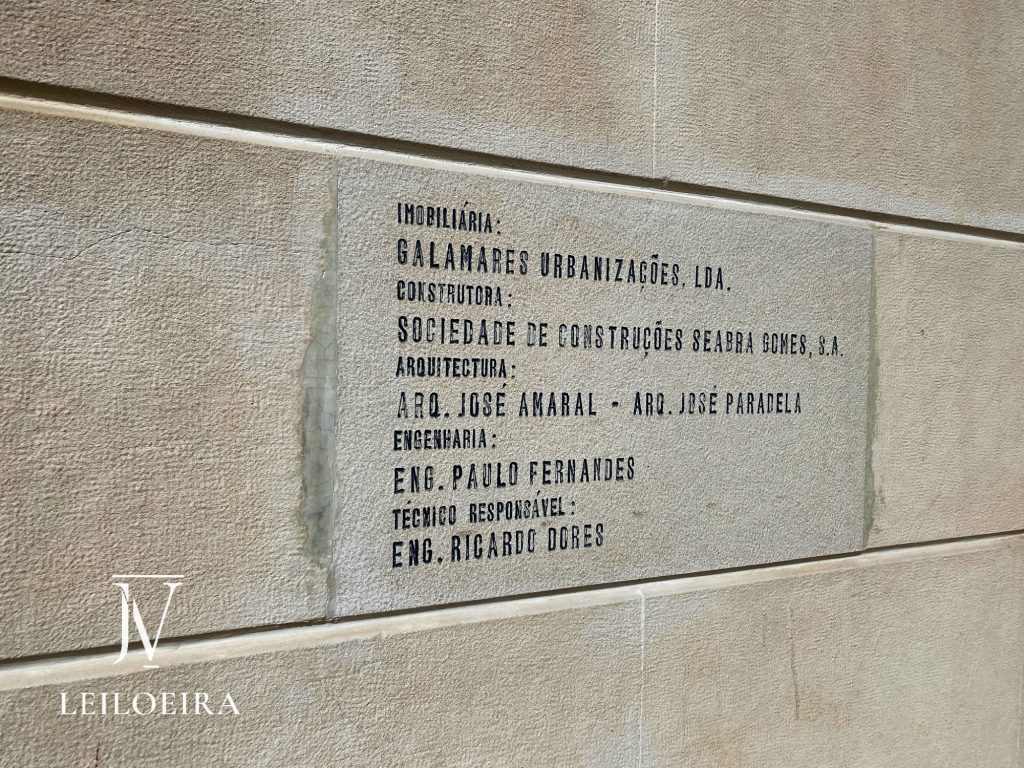 IMOBILIÁRIA:
GALAMARES URBANIZAÇÕES, LDA.
CONSTRUTORA:
SOCIEDADE DE CONSTRUÇÕES SEABRA GOMES, S.A.
ARQUITECTURA:
ARQ. JOSÉ AMARAL - ARQ. JOSÉ PARADELA
ENGENHARIA:
ENG. PAULO FERNANDES
TÉCNICO RESPONSÁVEL:
ENG. RICARDO DORES
JV
LEILOEIRA